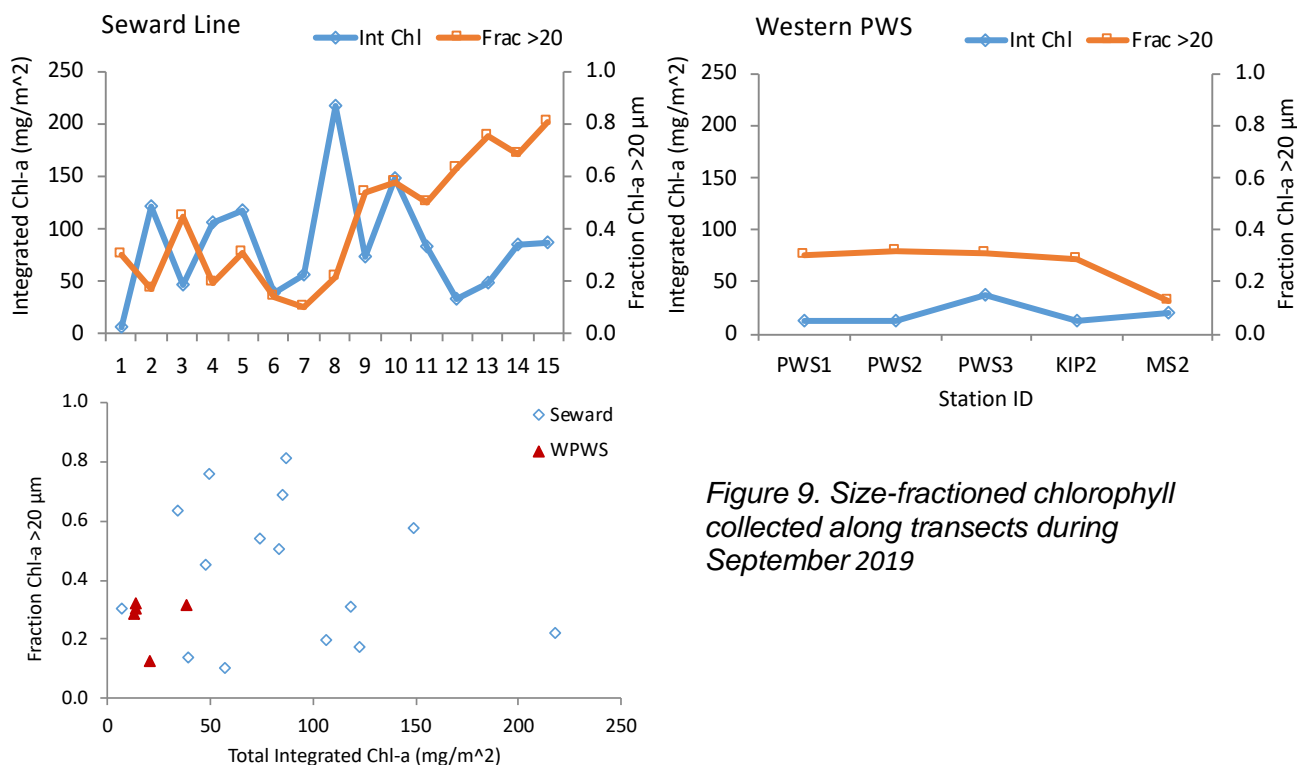 Seward Line
Int Chl Frac >20
Integrated Chl-a (mg/m^2)
250
200
150
100
50
0
1.0
0.8
0.6
0.4
0.2
0.0
Fraction Chl-a >20 µm
1 2 3 4 5 6 7 8 9 10 11 12 13 14 15
Western PWS
Int Chl Frac >20
Integrated Chl-a (mg/m^2)
250
200
150
100
50
0
1.0
0.8
0.6
0.4
0.2
0.0
Fraction Chl-a >20 µm
PWS1 PWS2 PWS3 KIP2 MS2
Station ID
Fraction Chl-a >20 µm
1.0
0.8
0.6
0.4
0.2
0.0
Seward
WPWS
0 50 100 150 200 250
Total Integrated Chl-a (mg/m^2)
Figure 9. Size-fractioned chlorophyll
collected along transects during
September 2019